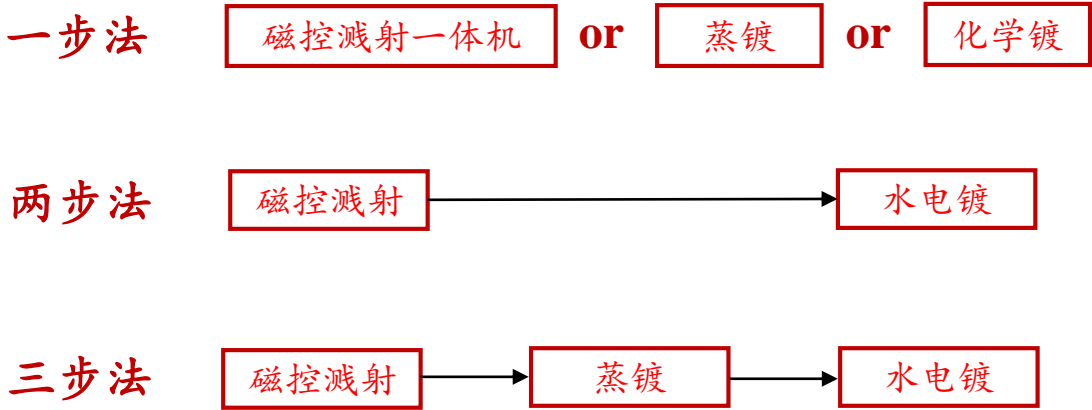 一步法 磁控溅射一体机 or 蒸镀 or 化学镀
两步法 磁控溅射 水电镀
三步法 磁控溅射 蒸镀 水电镀